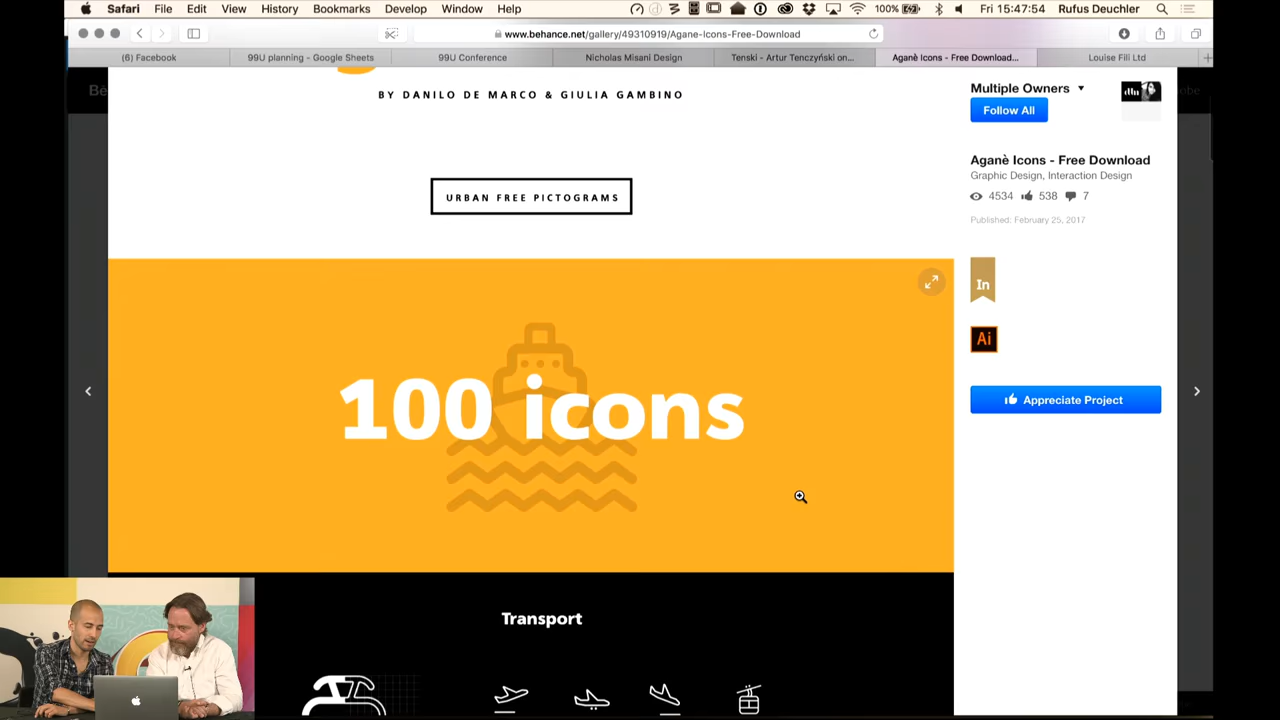 Safari File Edit View History Bookmarks Develop Window Help 100% Fri 15:47:54 Rufus Deuchler
www.behance.net/gallery/49310919/Agane-Icons-Free-Download
(6) Facebook 99U planning - Google Sheets 99U Conference Nicholas Misani Design Tenski - Artur Tenczyński on... Aganè Icons - Free Download... Louise Fili Ltd
Bē
BY DANILO DE MARCO & GIULIA GAMBINO
URBAN FREE PICTOGRAMS
100 icons
Transport
Multiple Owners
Follow All
Aganè Icons - Free Download
Graphic Design, Interaction Design
4534 538 7
Published: February 25, 2017
In
Ai
Appreciate Project